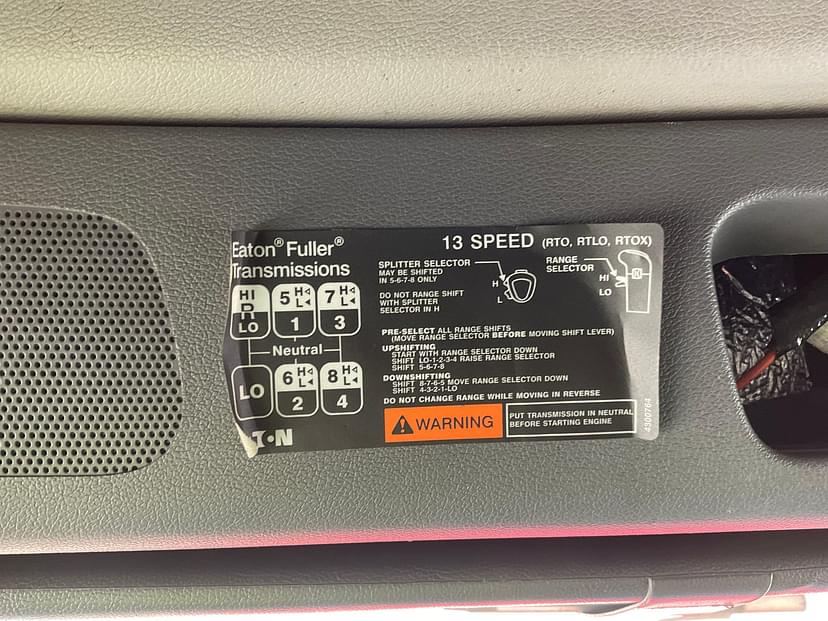 Eaton® Fuller®
Transmissions
HI
R
LO
5 H◁
L◀
1
7 H◁
L◀
3
Neutral
LO
6 H◁
L◀
2
8 H◁
L◀
4
13 SPEED (RTO, RTLO, RTOX)
SPLITTER SELECTOR
MAY BE SHIFTED
IN 5-6-7-8 ONLY
DO NOT RANGE SHIFT
WITH SPLITTER
SELECTOR IN H
H
L
RANGE
SELECTOR
HI
LO
PRE-SELECT ALL RANGE SHIFTS
(MOVE RANGE SELECTOR BEFORE MOVING SHIFT LEVER)
UPSHIFTING
START WITH RANGE SELECTOR DOWN
SHIFT LO-1-2-3-4 RAISE RANGE SELECTOR
SHIFT 5-6-7-8
DOWNSHIFTING
SHIFT 8-7-6-5 MOVE RANGE SELECTOR DOWN
SHIFT 4-3-2-1-LO
DO NOT CHANGE RANGE WHILE MOVING IN REVERSE
WARNING
PUT TRANSMISSION IN NEUTRAL
BEFORE STARTING ENGINE
4300764